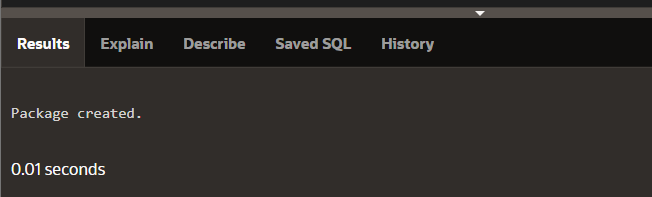 Results Explain Describe Saved SQL History
Package created.
0.01 seconds